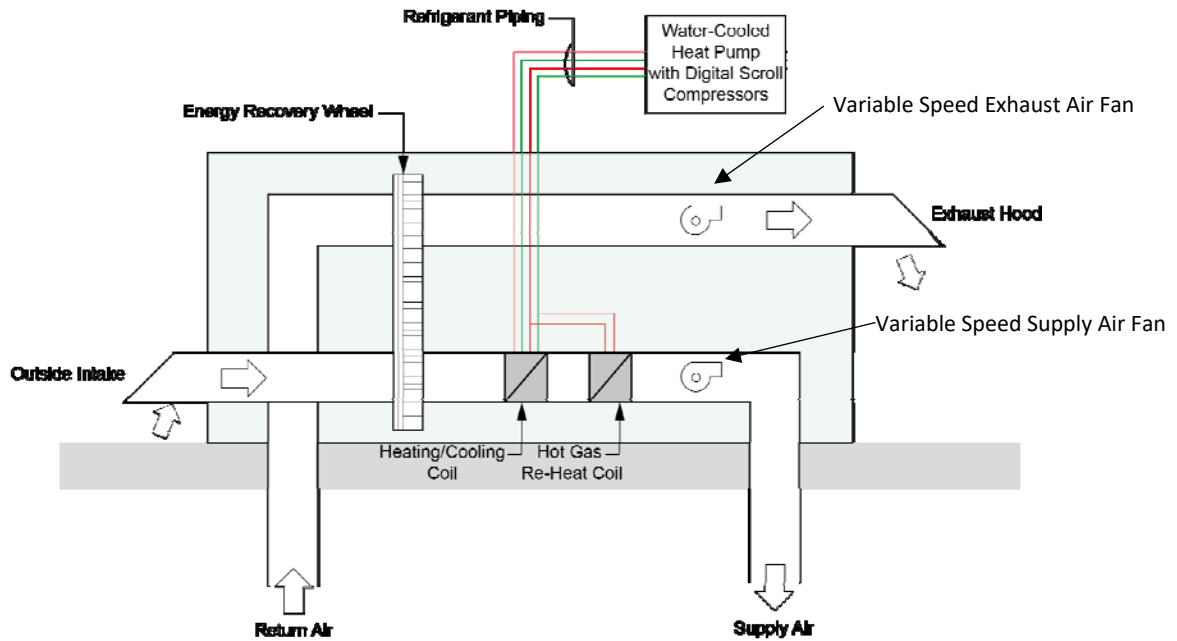 Refrigerant Piping
Water-Cooled
Heat Pump
with Digital Scroll
Compressors
Variable Speed Exhaust Air Fan
Energy Recovery Wheel
Exhaust Hood
Variable Speed Supply Air Fan
Outside Intake
Heating/Cooling
Coil
Hot Gas
Re-Heat Coil
Return Air
Supply Air